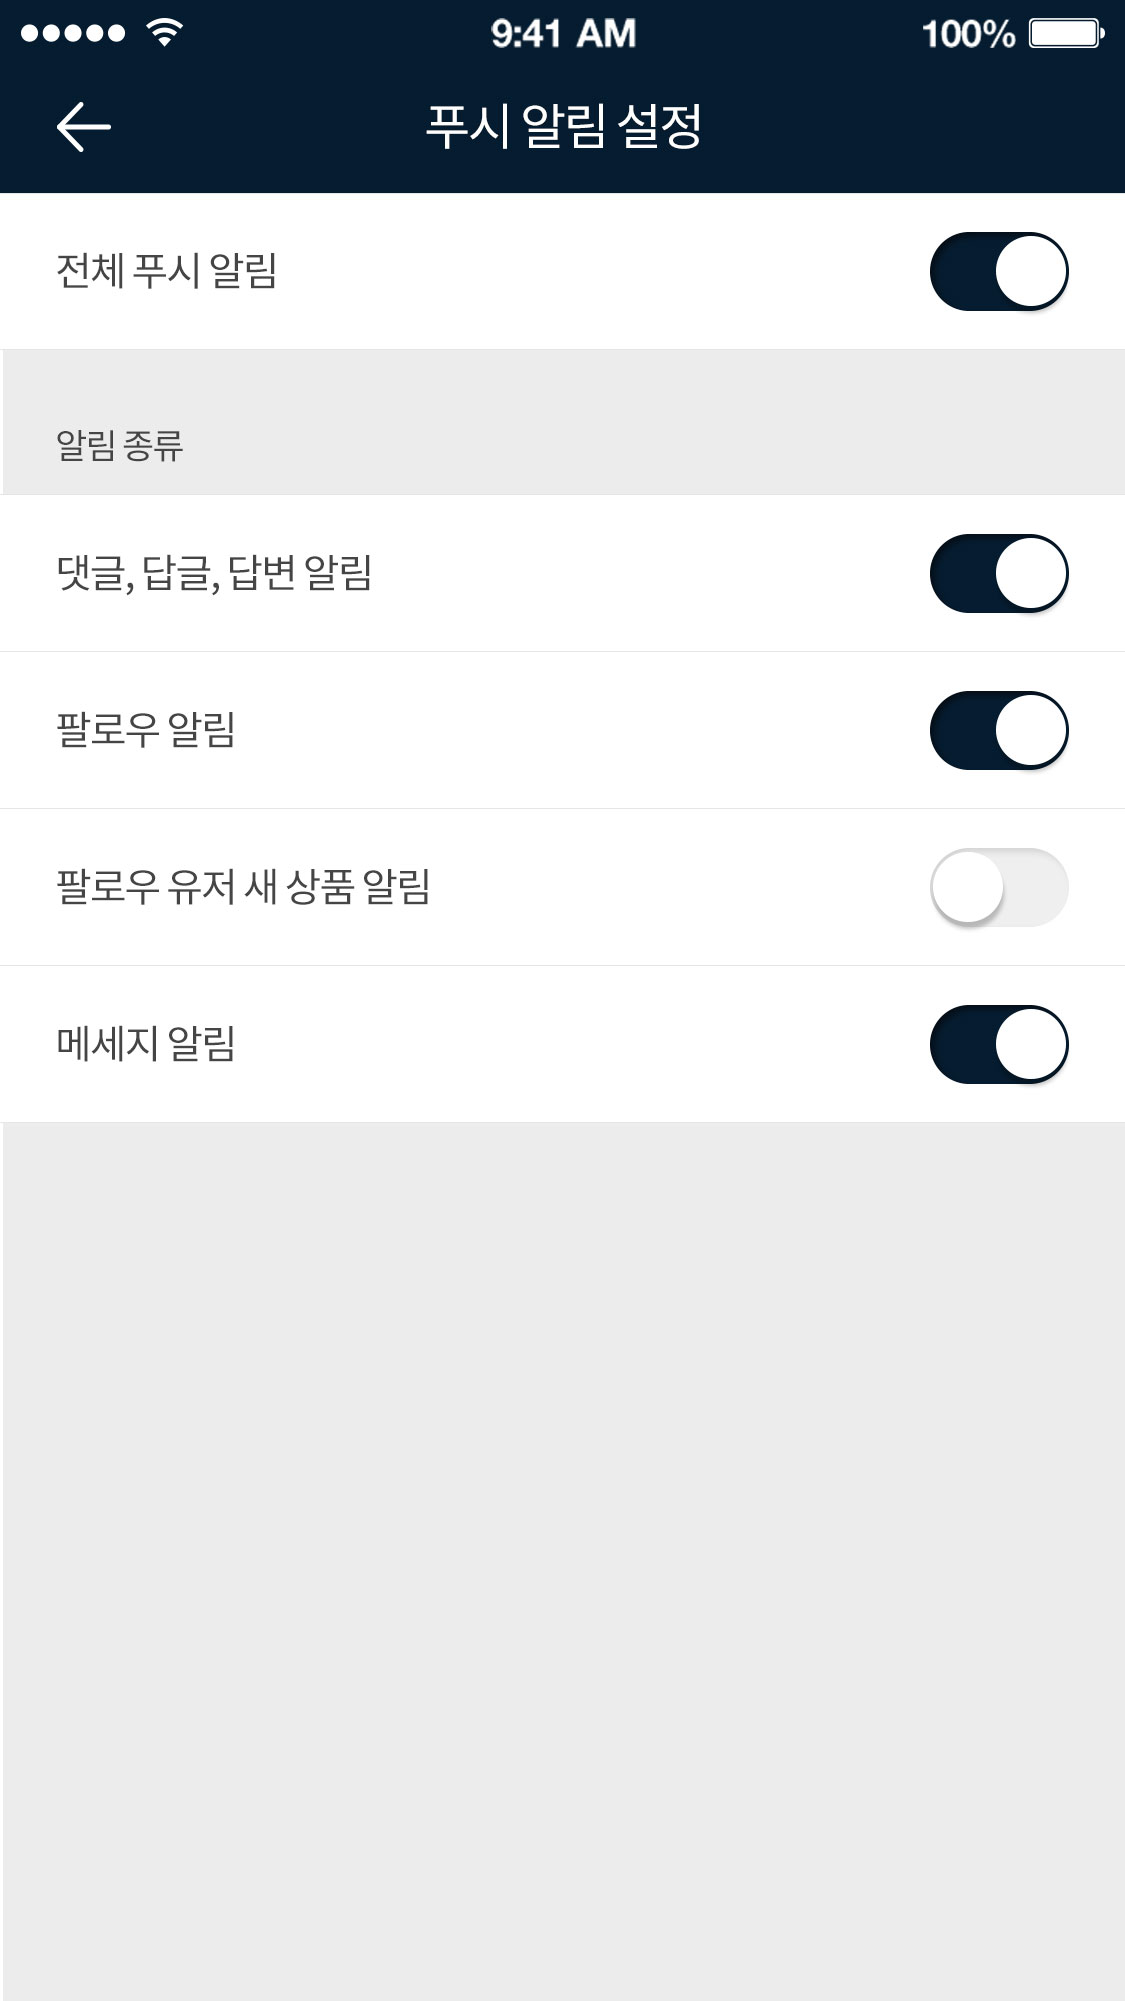 9:41 AM
100%
푸시 알림 설정
전체 푸시 알림
알림 종류
댓글, 답글, 답변 알림
팔로우 알림
팔로우 유저 새 상품 알림
메세지 알림